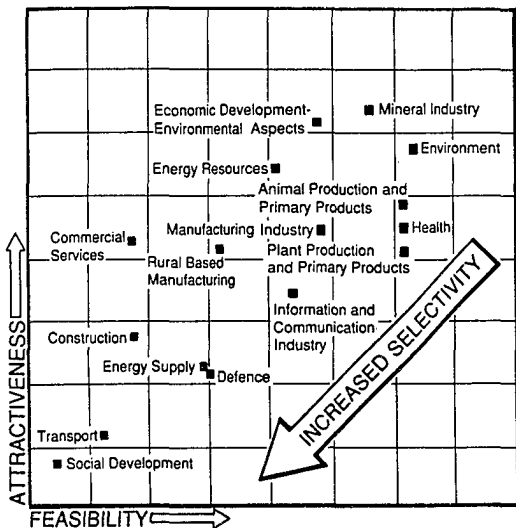 Mineral Industry
Economic Development-
Environmental Aspects
Environment
Energy Resources
Animal Production and
Primary Products
Manufacturing Industry
Health
Commercial
Services
Rural Based
Manufacturing
Plant Production
and Primary Products
Information and
Communication
Industry
Construction
Energy Supply
Defence
Transport
Social Development
INCREASED SELECTIVITY
ATTRACTIVENESS
FEASIBILITY